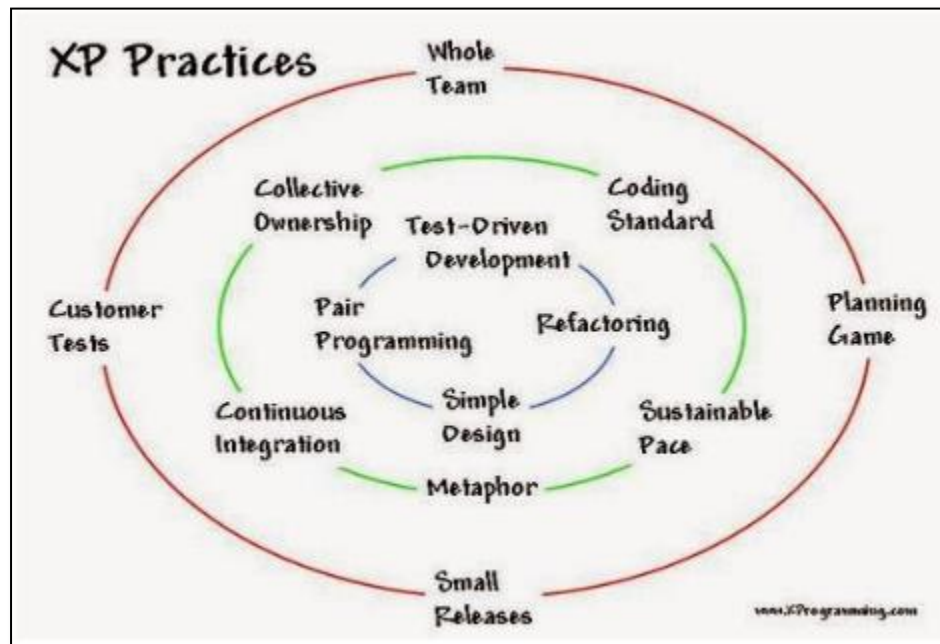 XP Practices
Whole
Team
Collective
Ownership
Coding
Standard
Test-Driven
Development
Customer
Tests
Pair
Programming
Refactoring
Planning
Game
Continuous
Integration
Simple
Design
Sustainable
Pace
Metaphor
Small
Releases
www.XProgramming.com